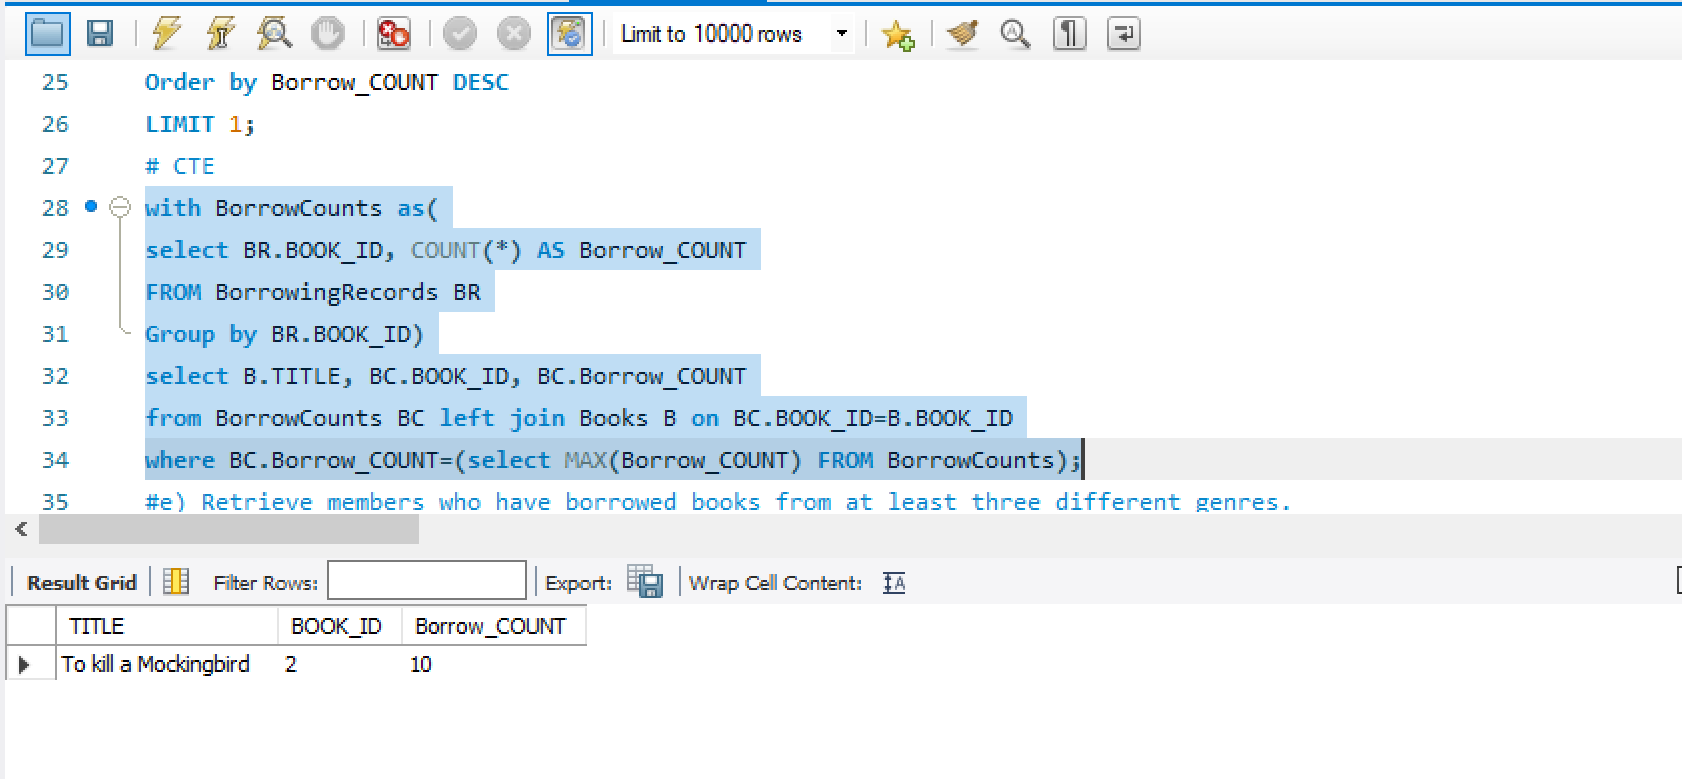 Limit to 10000 rows
25 Order by Borrow_COUNT DESC
26 LIMIT 1;
27 # CTE
28 with BorrowCounts as(
29 select BR.BOOK_ID, COUNT(*) AS Borrow_COUNT
30 FROM BorrowingRecords BR
31 Group by BR.BOOK_ID)
32 select B.TITLE, BC.BOOK_ID, BC.Borrow_COUNT
33 from BorrowCounts BC left join Books B on BC.BOOK_ID=B.BOOK_ID
34 where BC.Borrow_COUNT=(select MAX(Borrow_COUNT) FROM BorrowCounts);
35 #e) Retrieve members who have borrowed books from at least three different genres.
Result Grid Filter Rows: Export: Wrap Cell Content:
TITLE BOOK_ID Borrow_COUNT
To kill a Mockingbird 2 10